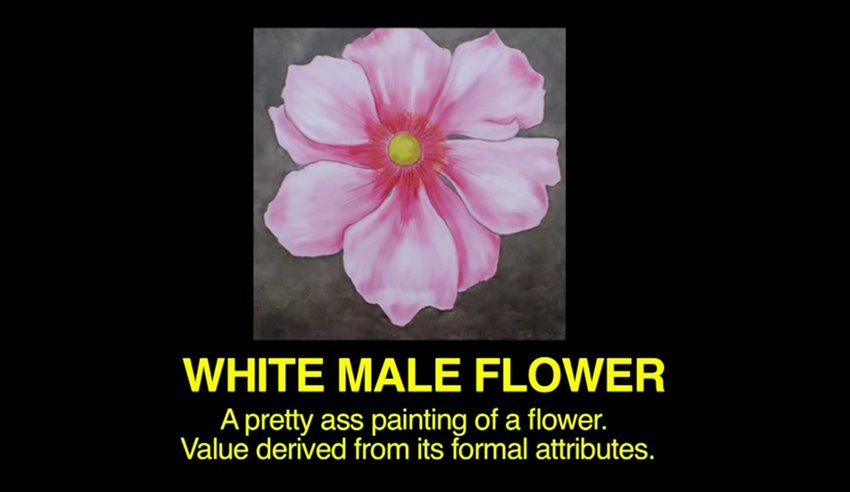 WHITE MALE FLOWER
A pretty ass painting of a flower.
Value derived from its formal attributes.